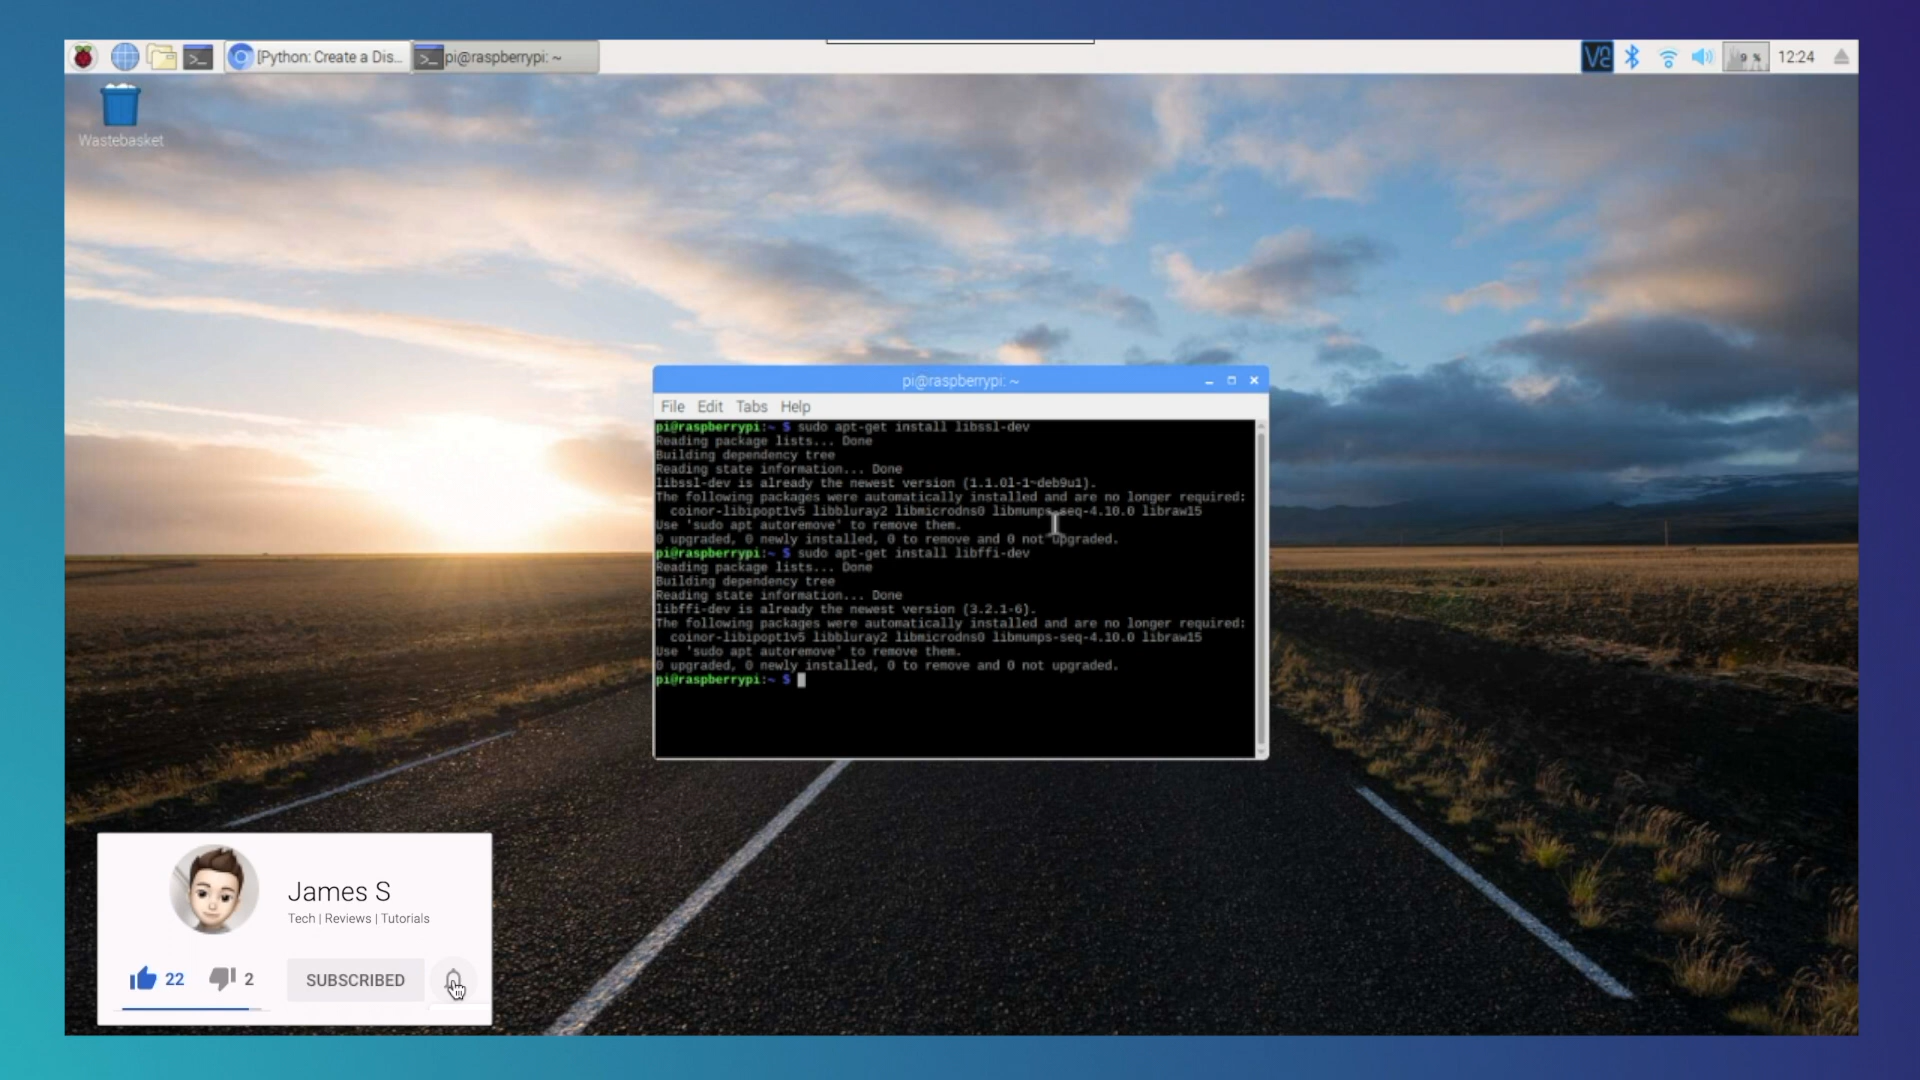 [Python: Create a Dis...
pi@raspberrypi: ~
V2
9 %
12:24
Wastebasket
pi@raspberrypi: ~
File Edit Tabs Help
pi@raspberrypi:~ $ sudo apt-get install libssl-dev
Reading package lists... Done
Building dependency tree
Reading state information... Done
libssl-dev is already the newest version (1.1.0l-1~deb9u1).
The following packages were automatically installed and are no longer required:
coinor-libipopt1v5 libbluray2 libmicrodns0 libmumps-seq-4.10.0 libraw15
Use 'sudo apt autoremove' to remove them.
0 upgraded, 0 newly installed, 0 to remove and 0 not upgraded.
pi@raspberrypi:~ $ sudo apt-get install libffi-dev
Reading package lists... Done
Building dependency tree
Reading state information... Done
libffi-dev is already the newest version (3.2.1-6).
The following packages were automatically installed and are no longer required:
coinor-libipopt1v5 libbluray2 libmicrodns0 libmumps-seq-4.10.0 libraw15
Use 'sudo apt autoremove' to remove them.
0 upgraded, 0 newly installed, 0 to remove and 0 not upgraded.
pi@raspberrypi:~ $
James S
Tech | Reviews | Tutorials
22 2 SUBSCRIBED